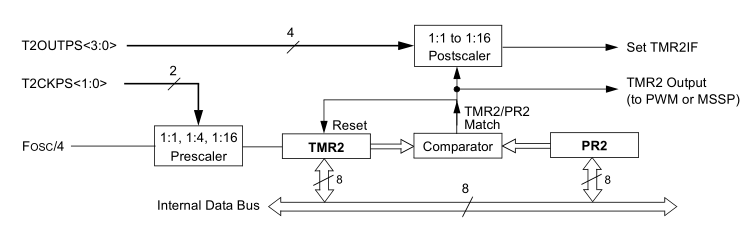 4
1:1 to 1:16
Postscaler
T2OUTPS<3:0>
Set TMR2IF
T2CKPS<1:0>
2
TMR2 Output
(to PWM or MSSP)
Reset
TMR2/PR2
Match
FOSC/4
1:1, 1:4, 1:16
Prescaler
TMR2
Comparator
PR2
8
8
8
Internal Data Bus